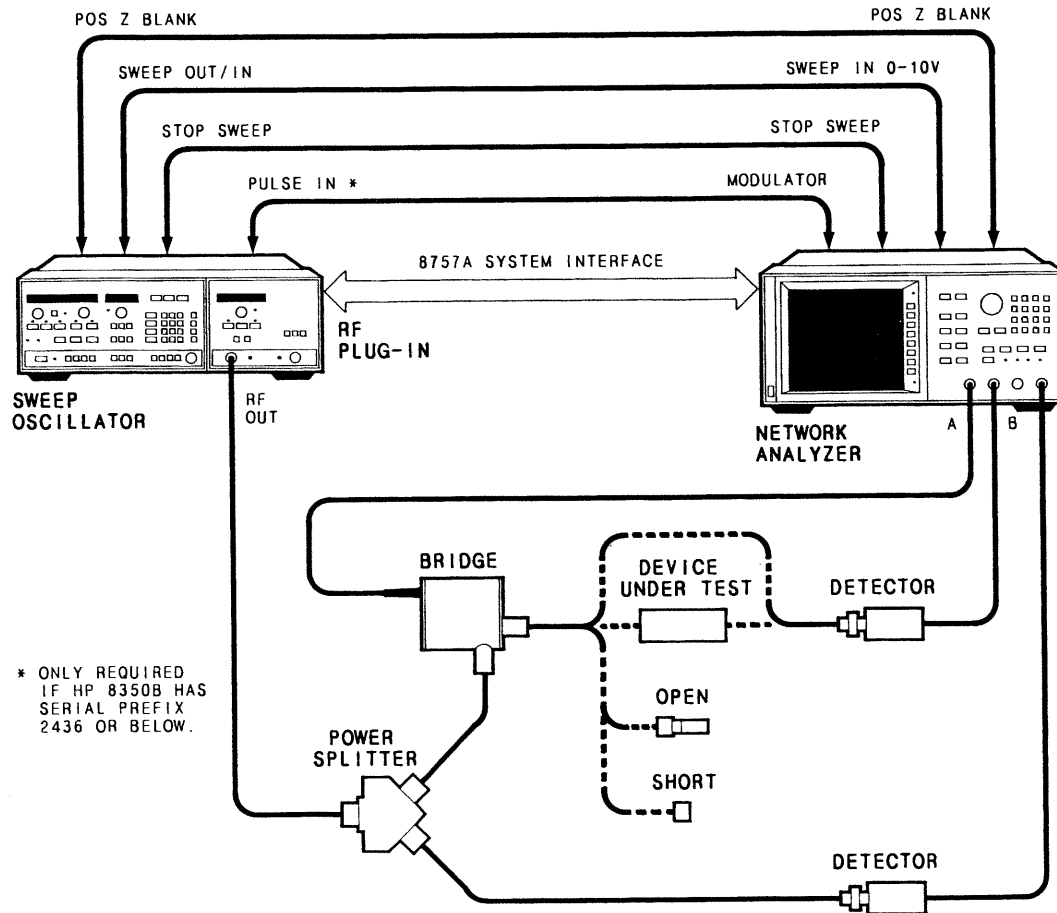 POS Z BLANK
POS Z BLANK
SWEEP OUT/IN
SWEEP IN 0-10V
STOP SWEEP
STOP SWEEP
PULSE IN *
MODULATOR
8757A SYSTEM INTERFACE
RF
PLUG-IN
SWEEP
OSCILLATOR
RF
OUT
A
B
NETWORK
ANALYZER
BRIDGE
DEVICE
UNDER TEST
DETECTOR
* ONLY REQUIRED
IF HP 8350B HAS
SERIAL PREFIX
2436 OR BELOW.
OPEN
POWER
SPLITTER
SHORT
DETECTOR